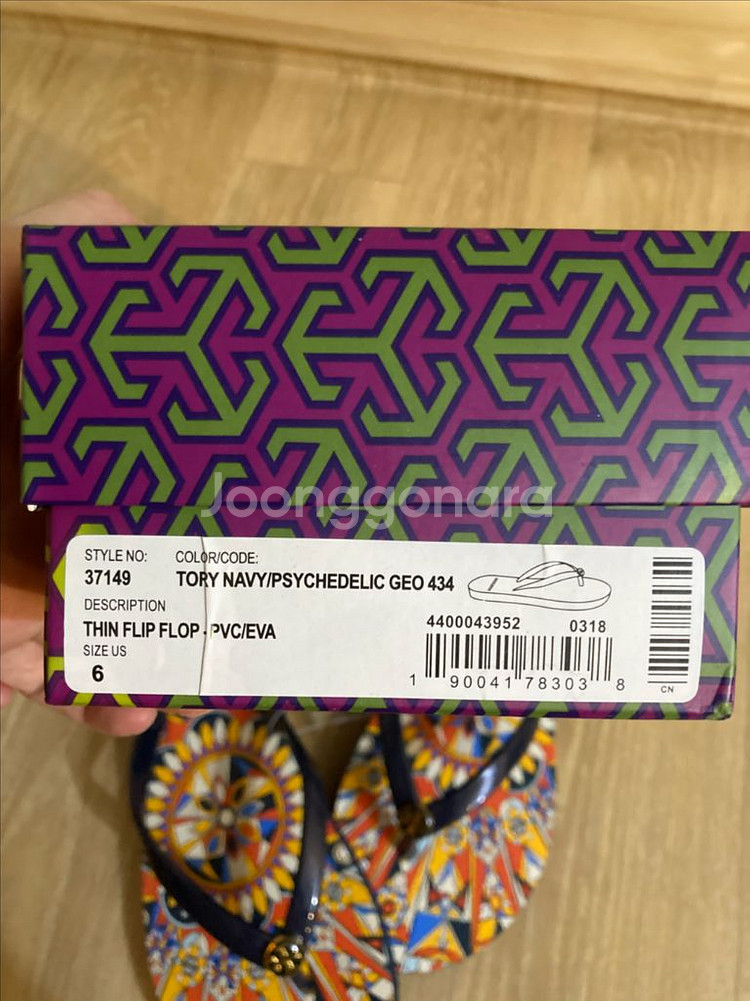 Joonggonara
STYLE NO: COLOR/CODE:
37149 TORY NAVY/PSYCHEDELIC GEO 434
DESCRIPTION
THIN FLIP FLOP -PVC/EVA
SIZE US
6
4400043952 0318
1 90041 78303 8
CN